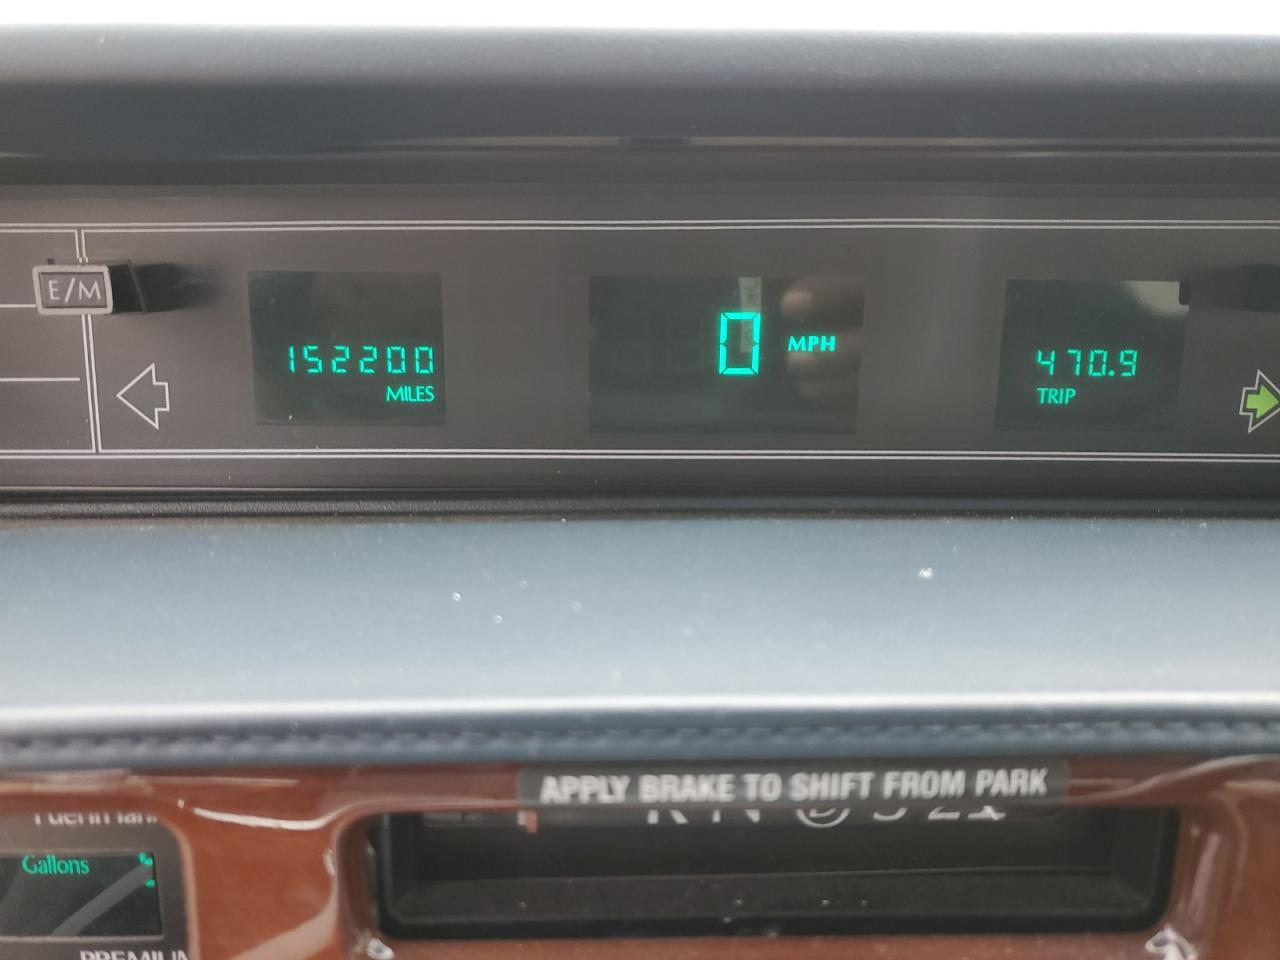 E/M
152200
MILES
0 MPH
470.9
TRIP
APPLY BRAKE TO SHIFT FROM PARK
Gallons